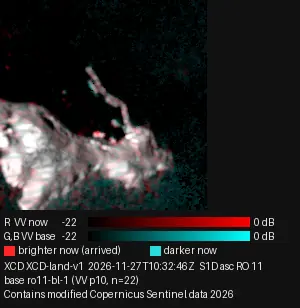 R VV now -22 0 dB
G,B VV base -22 0 dB
brighter now (arrived) darker now
XCD XCD-land-v1 2026-11-27T10:32:46Z S1D asc RO 11
base ro11-bl-1 (VV p10, n=22)
Contains modified Copernicus Sentinel data 2026